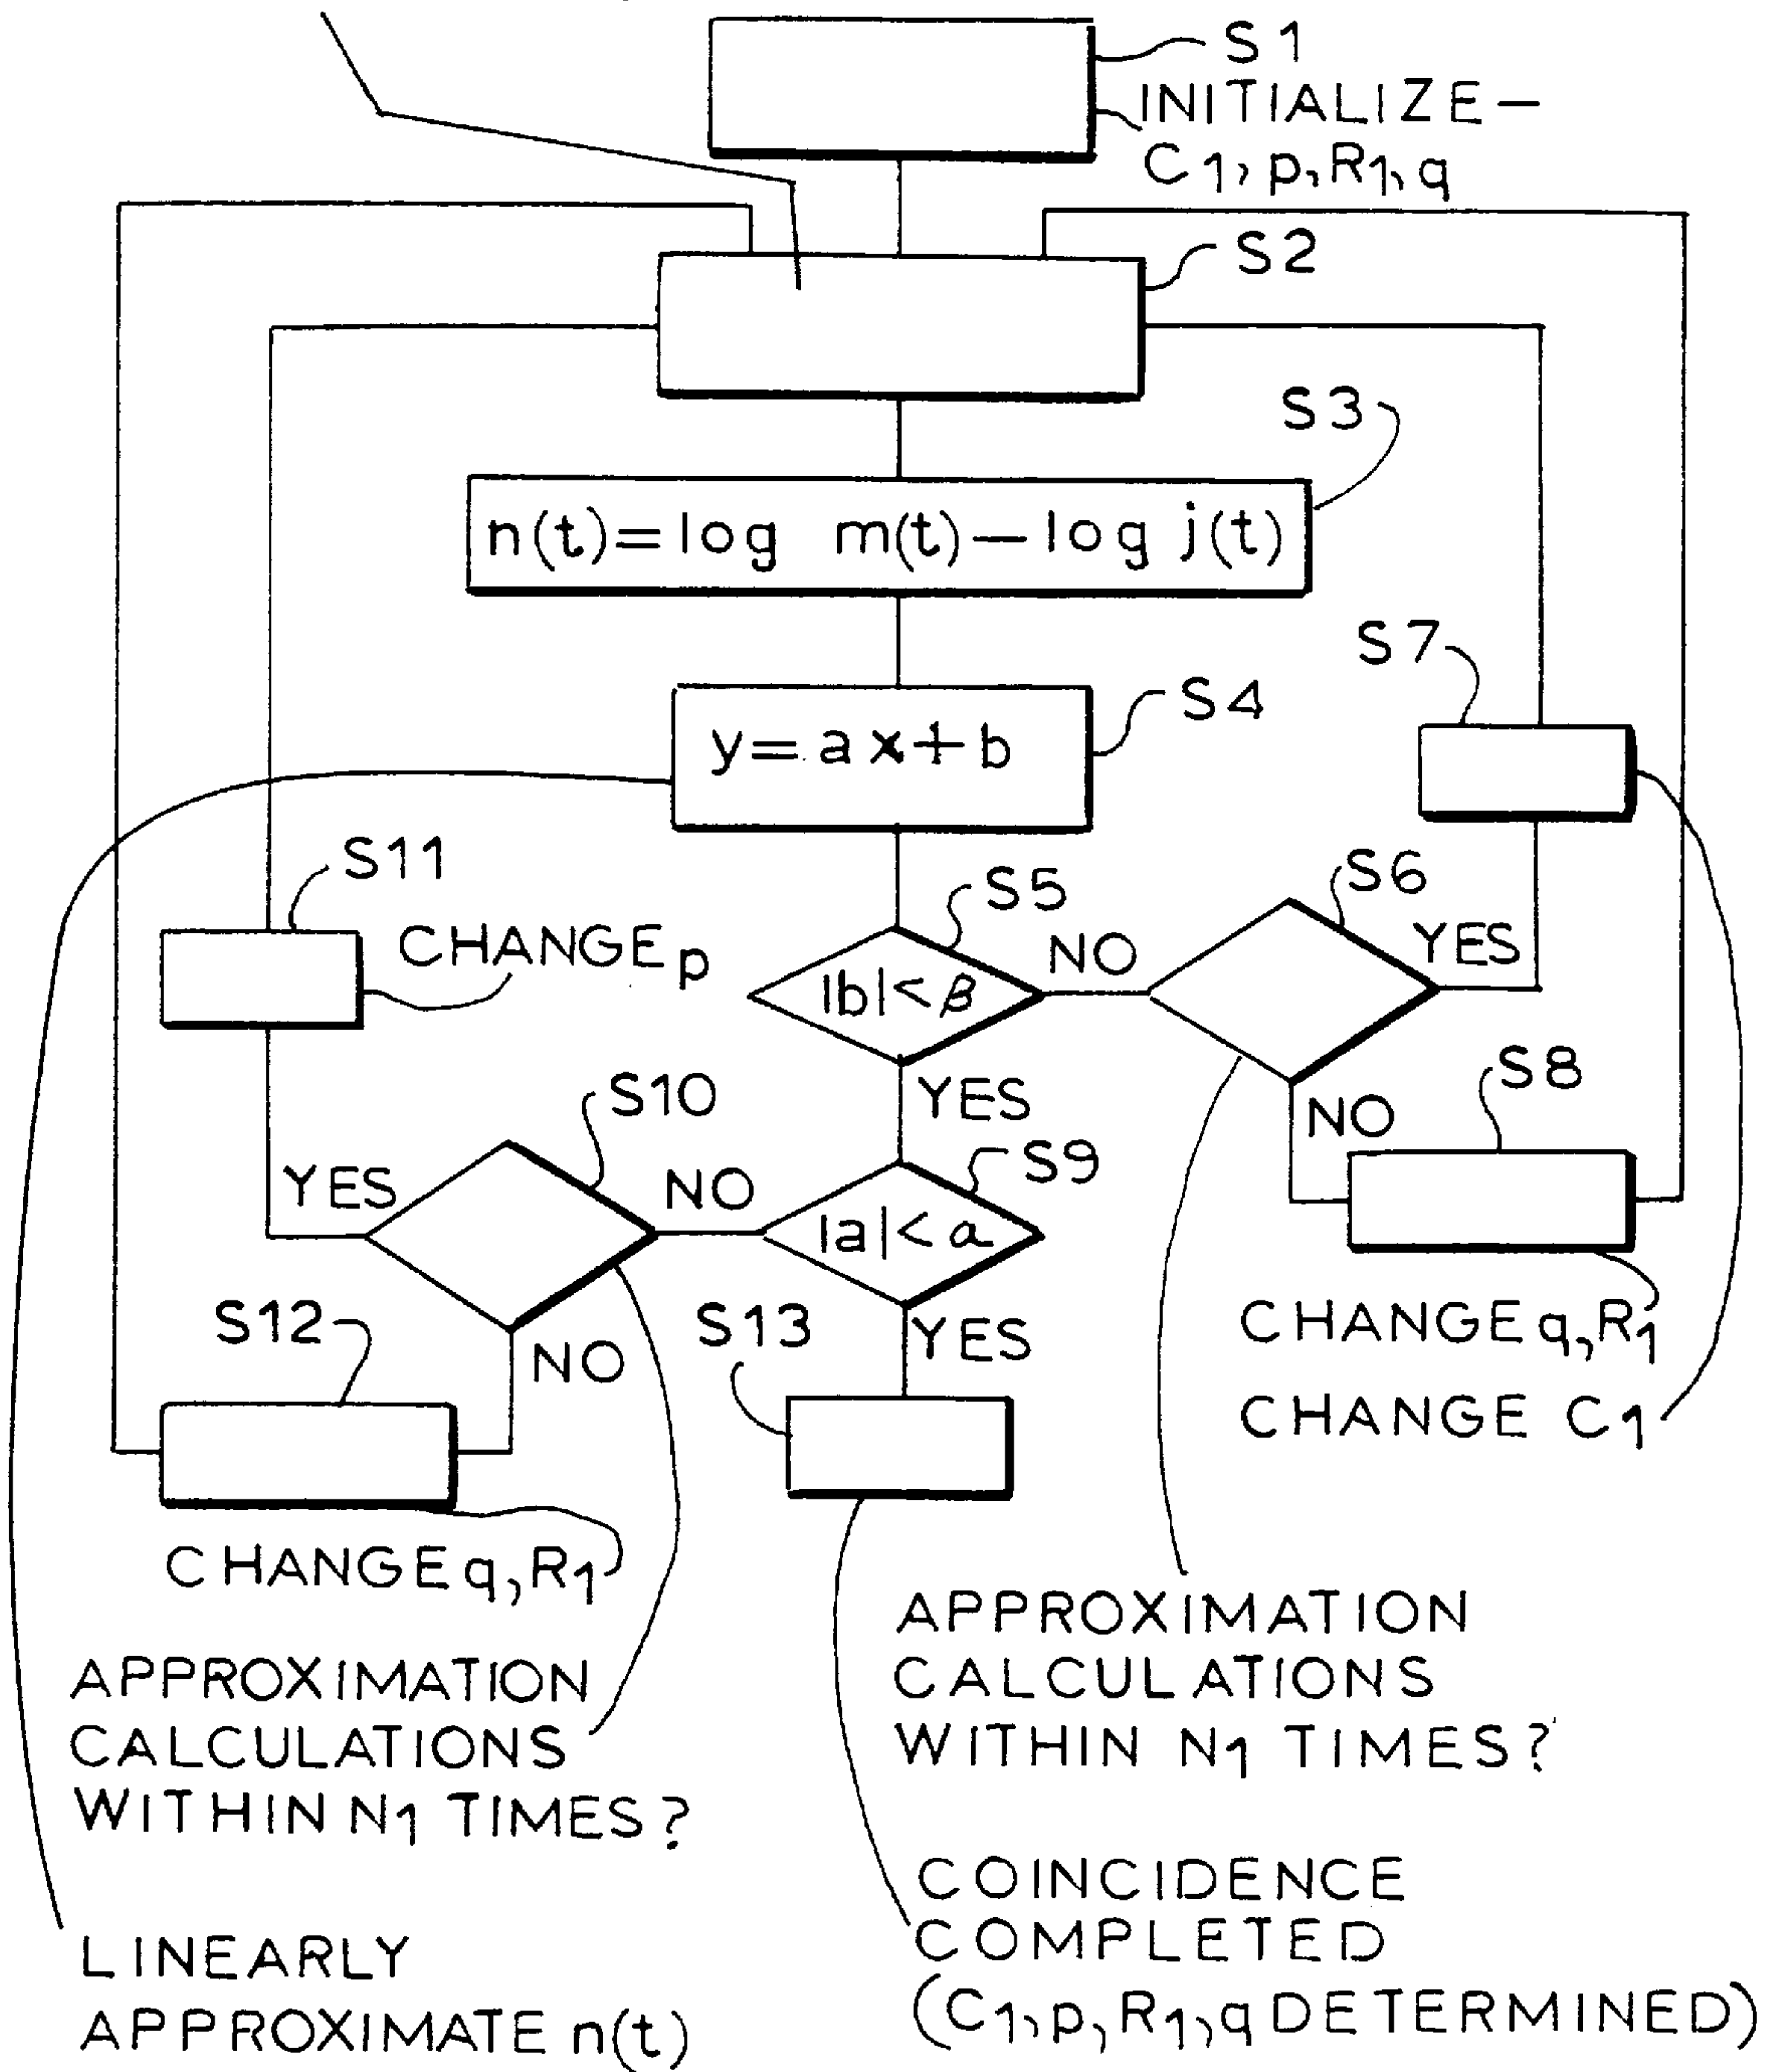 S1
INITIALIZE—
C1, p, R1, q
S2
S3
n(t)=log m(t)—log j(t)
S7
S4
y=ax+b
S11
S5
S6
CHANGE p
NO
YES
|b|<β
S8
S10
YES
NO
S9
YES
NO
|a|<α
S12
S13
YES
CHANGE q, R1
NO
CHANGE C1
CHANGE q, R1
APPROXIMATION
CALCULATIONS
WITHIN N1 TIMES?
APPROXIMATION
CALCULATIONS
WITHIN N1 TIMES?
COINCIDENCE
COMPLETED
(C1, p, R1, q DETERMINED)
LINEARLY
APPROXIMATE n(t)